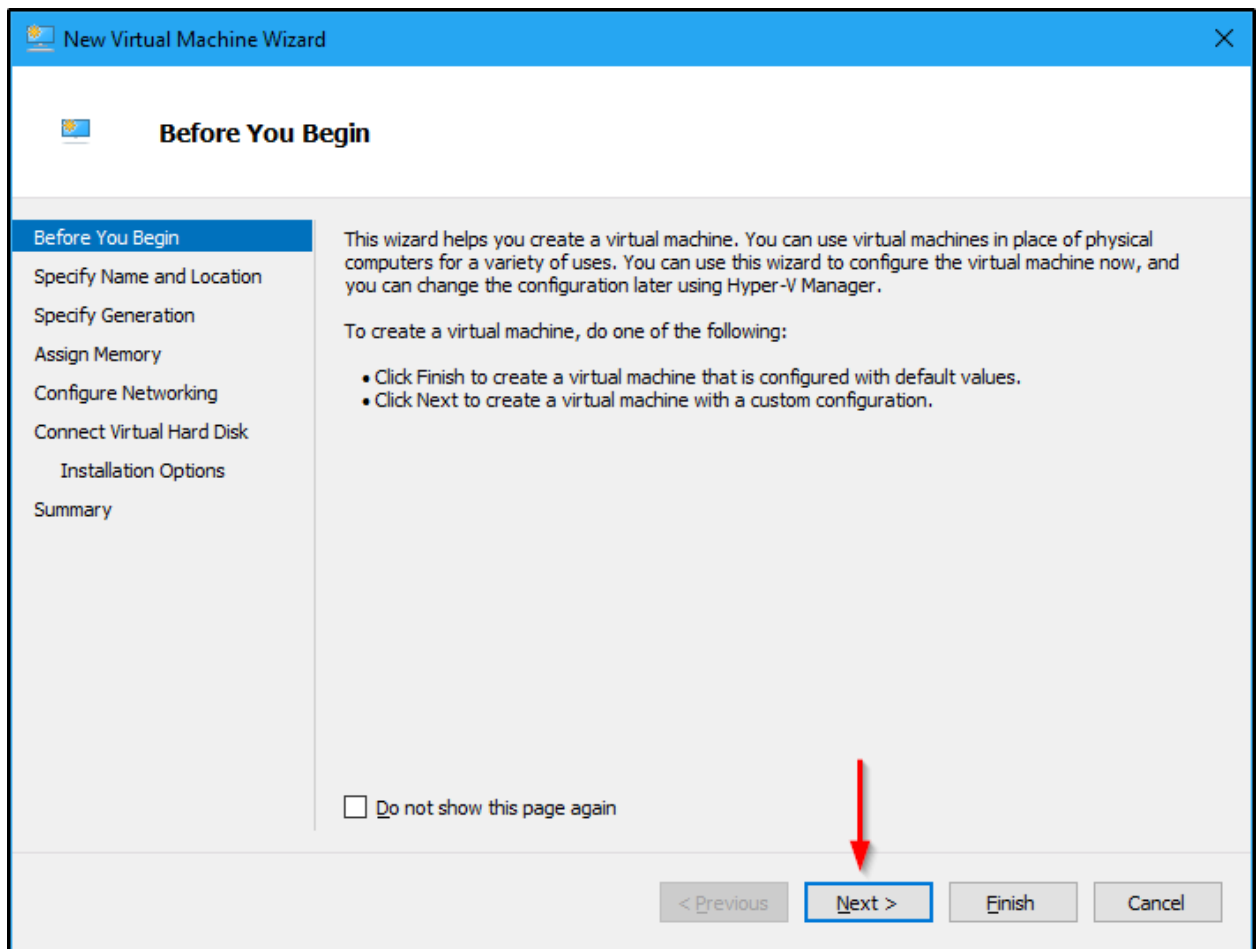 New Virtual Machine Wizard
Before You Begin
Before You Begin
Specify Name and Location
Specify Generation
Assign Memory
Configure Networking
Connect Virtual Hard Disk
Installation Options
Summary
This wizard helps you create a virtual machine. You can use virtual machines in place of physical
computers for a variety of uses. You can use this wizard to configure the virtual machine now, and
you can change the configuration later using Hyper-V Manager.
To create a virtual machine, do one of the following:
• Click Finish to create a virtual machine that is configured with default values.
• Click Next to create a virtual machine with a custom configuration.
Do not show this page again
< Previous
Next >
Finish
Cancel